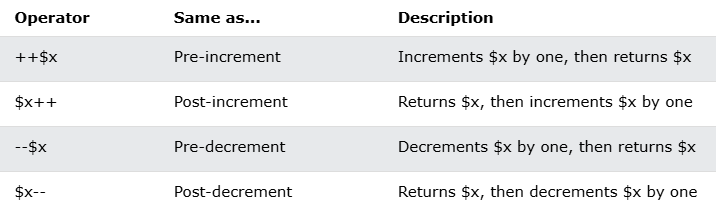 Operator Same as... Description
++$x Pre-increment Increments $x by one, then returns $x
$x++ Post-increment Returns $x, then increments $x by one
--$x Pre-decrement Decrements $x by one, then returns $x
$x-- Post-decrement Returns $x, then decrements $x by one